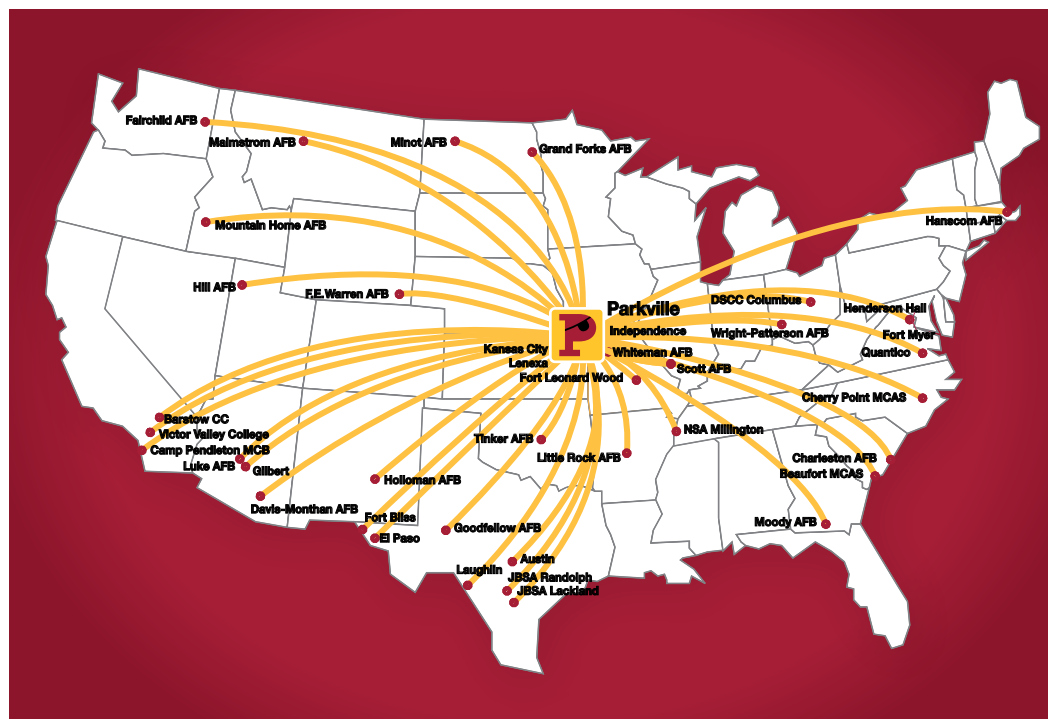 Fairchild AFB
Malmstrom AFB
Minot AFB
Grand Forks AFB
Hanscom AFB
Mountain Home AFB
Hill AFB
F.E.Warren AFB
DSCC Columbus
Henderson Hall
Parkville
P
Independence
Wright-Patterson AFB
Fort Myer
Kansas City
Whiteman AFB
Quantico
Lenexa
Scott AFB
Fort Leonard Wood
Cherry Point MCAS
Barstow CC
Victor Valley College
NSA Millington
Tinker AFB
Camp Pendleton MCB
Little Rock AFB
Charleston AFB
Luke AFB
Gilbert
Beaufort MCAS
Holloman AFB
Davis-Monthan AFB
Fort Bliss
Moody AFB
Goodfellow AFB
El Paso
Austin
Laughlin
JBSA Randolph
JBSA Lackland